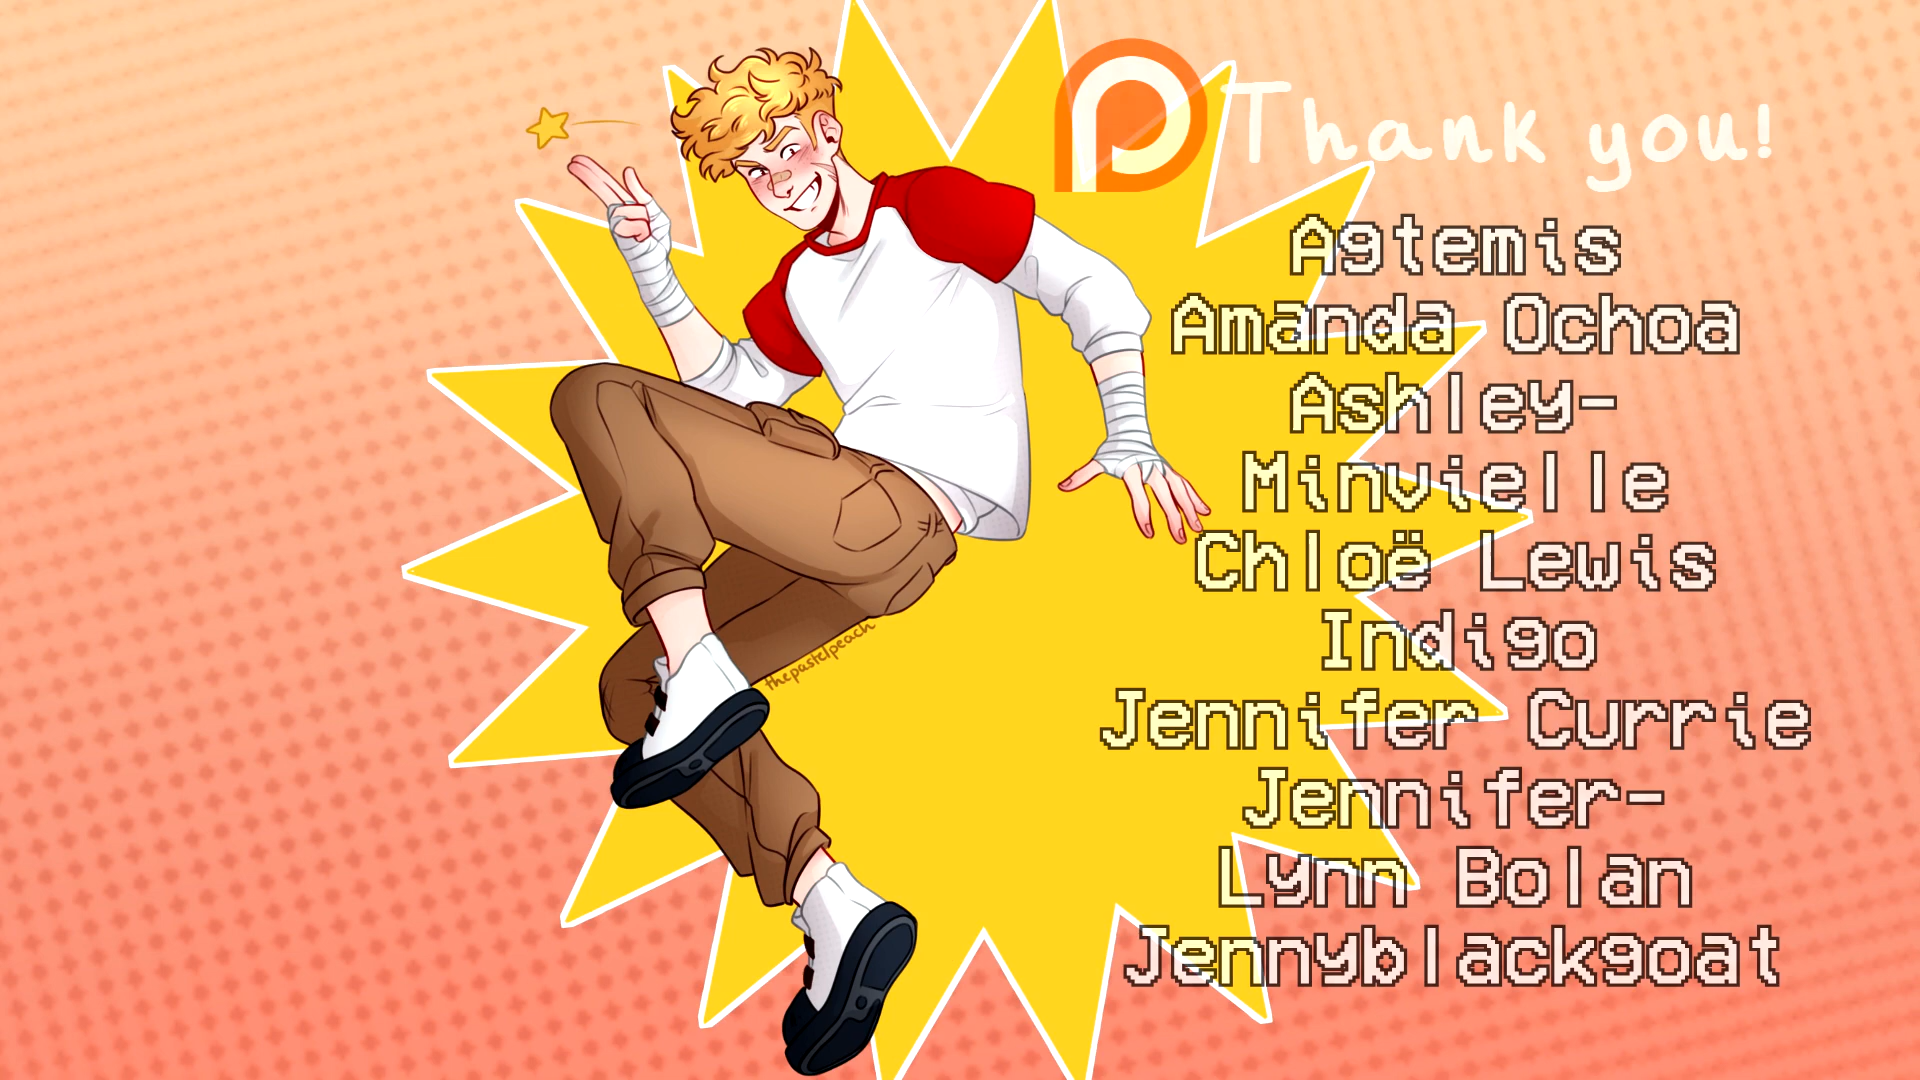 Thank you!
Agtemis
Amanda Ochoa
Ashley-
Minvielle
Chloë Lewis
Indigo
Jennifer Currie
Jennifer-
Lynn Bolan
Jennyblackgoat
thepastelpeach